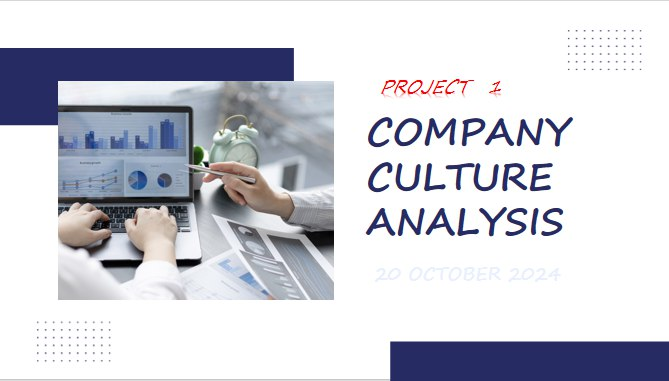 PROJECT 1
COMPANY
CULTURE
ANALYSIS
20 OCTOBER 2024